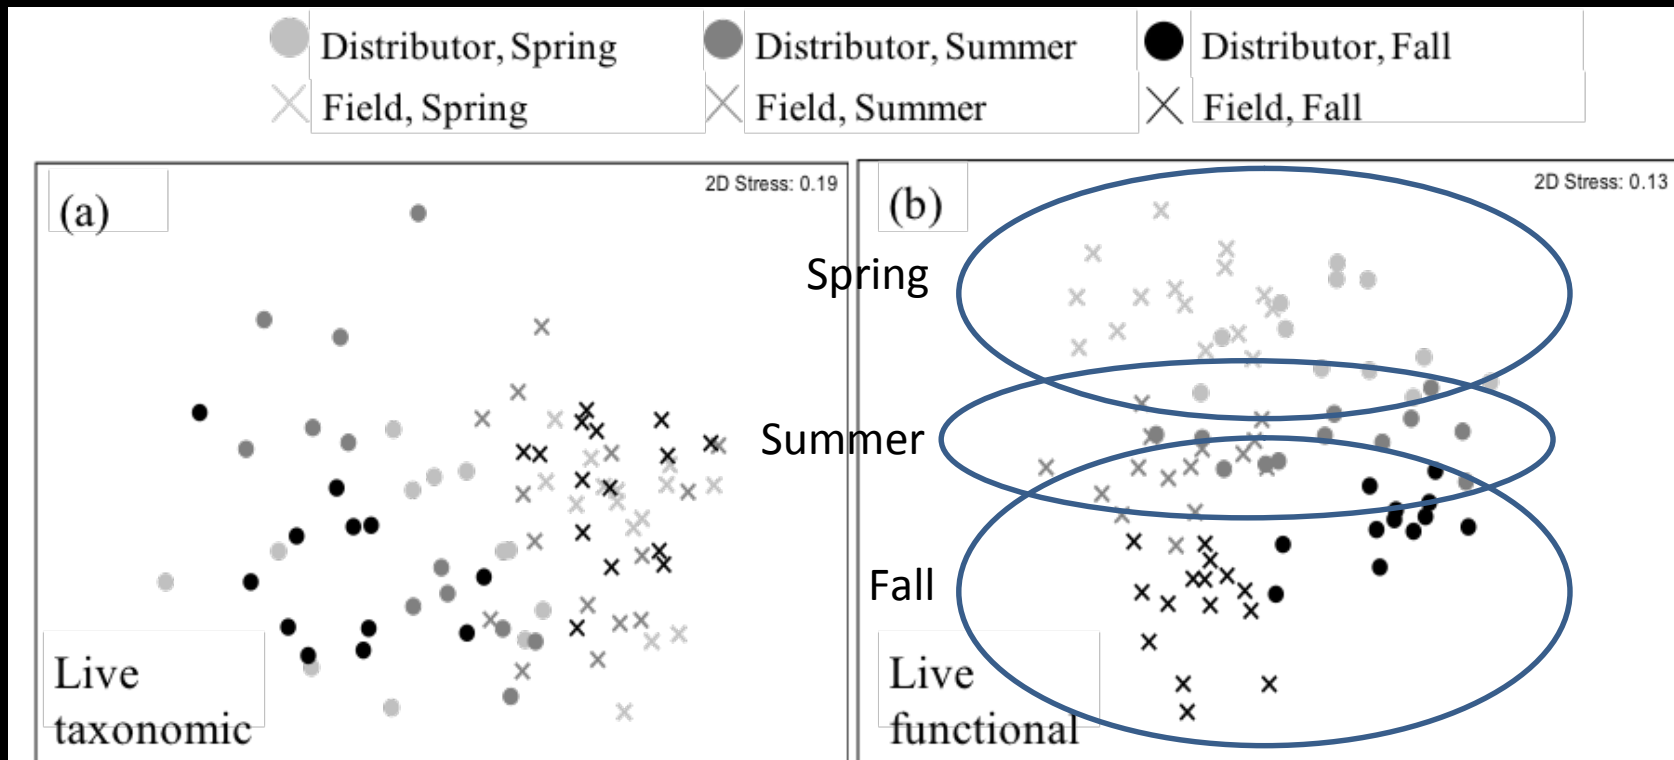 Distributor, Spring
Distributor, Summer
Distributor, Fall
Field, Spring
Field, Summer
Field, Fall
(a)
2D Stress: 0.19
Live
taxonomic
(b)
2D Stress: 0.13
Spring
Summer
Fall
Live
functional